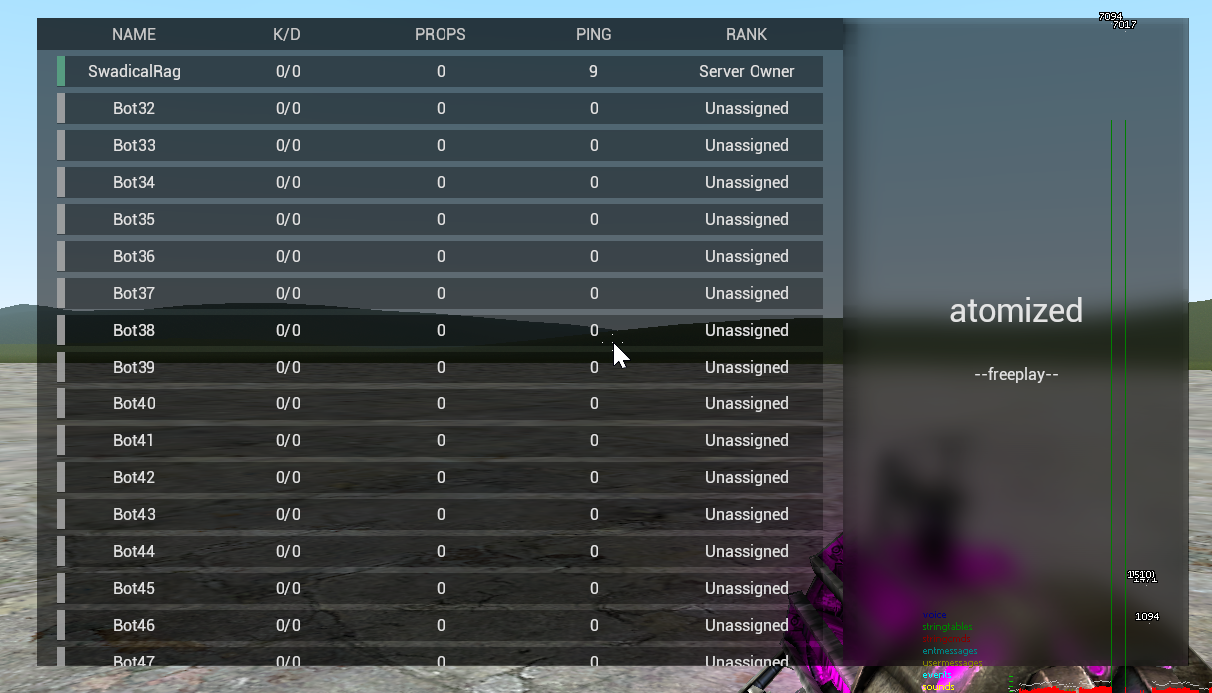 NAME K/D PROPS PING RANK
SwadicalRag 0/0 0 9 Server Owner
Bot32 0/0 0 0 Unassigned
Bot33 0/0 0 0 Unassigned
Bot34 0/0 0 0 Unassigned
Bot35 0/0 0 0 Unassigned
Bot36 0/0 0 0 Unassigned
Bot37 0/0 0 0 Unassigned
Bot38 0/0 0 0 Unassigned
Bot39 0/0 0 0 Unassigned
Bot40 0/0 0 0 Unassigned
Bot41 0/0 0 0 Unassigned
Bot42 0/0 0 0 Unassigned
Bot43 0/0 0 0 Unassigned
Bot44 0/0 0 0 Unassigned
Bot45 0/0 0 0 Unassigned
Bot46 0/0 0 0 Unassigned
Bot47 0/0 0 0 Unassigned
7094
7017
atomized
--freeplay--
1094
voice
stringtables
entmessages
usermessages
events
sounds